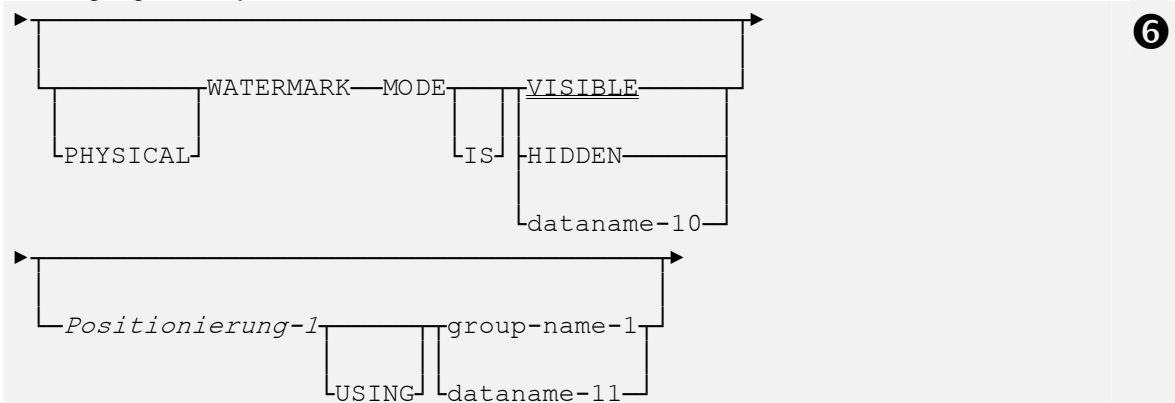 ❻
WATERMARK MODE VISIBLE
PHYSICAL IS HIDDEN
dataname-10
Positionierung-1 group-name-1
USING dataname-11